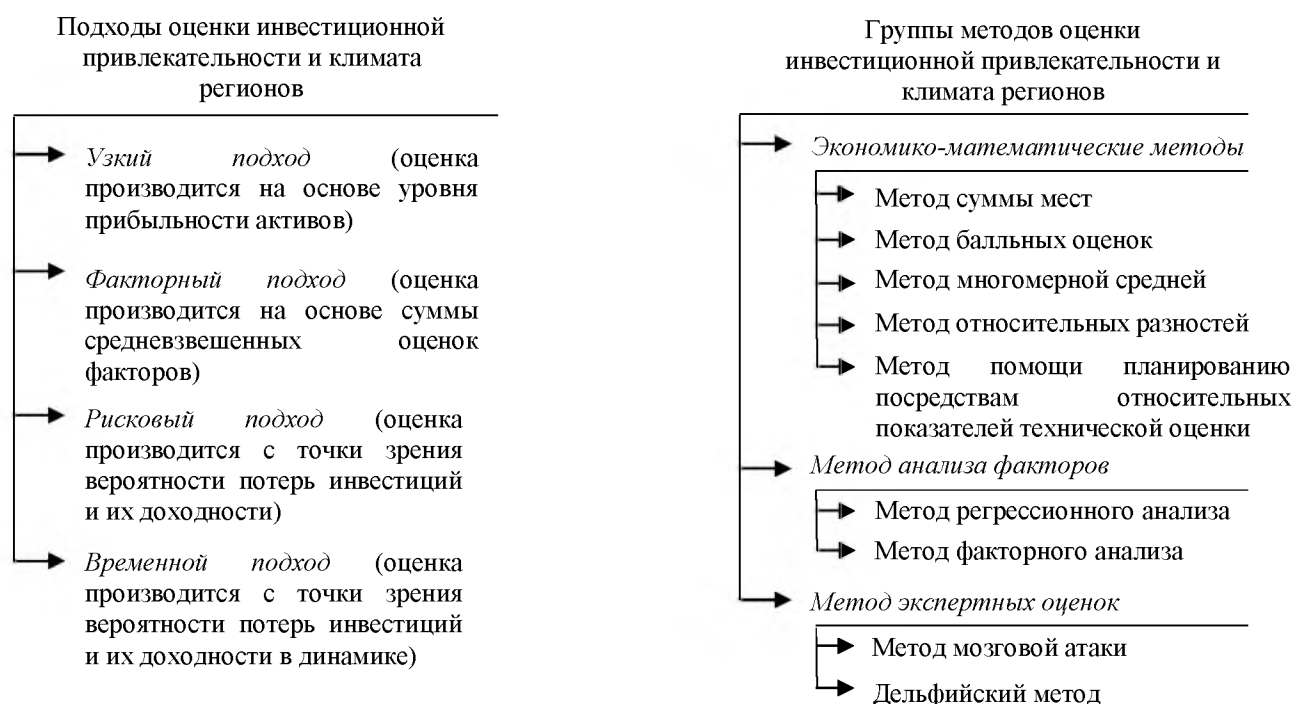 Подходы оценки инвестиционной
привлекательности и климата
регионов
Узкий подход (оценка
производится на основе уровня
прибыльности активов)
Факторный подход (оценка
производится на основе суммы
средневзвешенных оценок
факторов)
Рисковый подход (оценка
производится с точки зрения
вероятности потерь инвестиций
и их доходности)
Временной подход (оценка
производится с точки зрения
вероятности потерь инвестиций
и их доходности в динамике)
Группы методов оценки
инвестиционной привлекательности и
климата регионов
Экономико-математические методы
Метод суммы мест
Метод балльных оценок
Метод многомерной средней
Метод относительных разностей
Метод помощи планированию
посредствам относительных
показателей технической оценки
Метод анализа факторов
Метод регрессионного анализа
Метод факторного анализа
Метод экспертных оценок
Метод мозговой атаки
Дельфийский метод